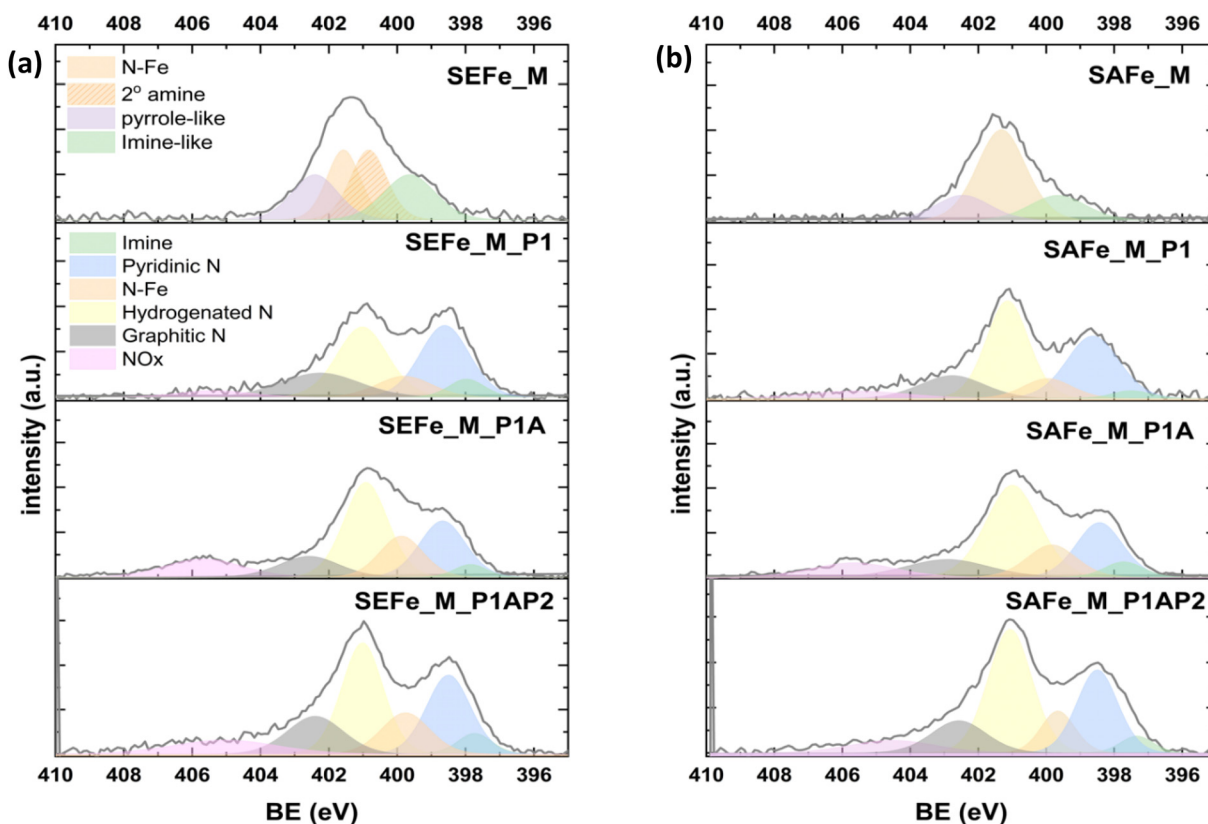 410 408 406 404 402 400 398 396
(a)
N-Fe
2º amine
pyrrole-like
Imine-like
SEFe_M
Imine
Pyridinic N
N-Fe
Hydrogenated N
Graphitic N
NOx
SEFe_M_P1
SEFe_M_P1A
SEFe_M_P1AP2
intensity (a.u.)
410 408 406 404 402 400 398 396
BE (eV)
410 408 406 404 402 400 398 396
(b)
SAFe_M
SAFe_M_P1
SAFe_M_P1A
SAFe_M_P1AP2
intensity (a.u.)
410 408 406 404 402 400 398 396
BE (eV)